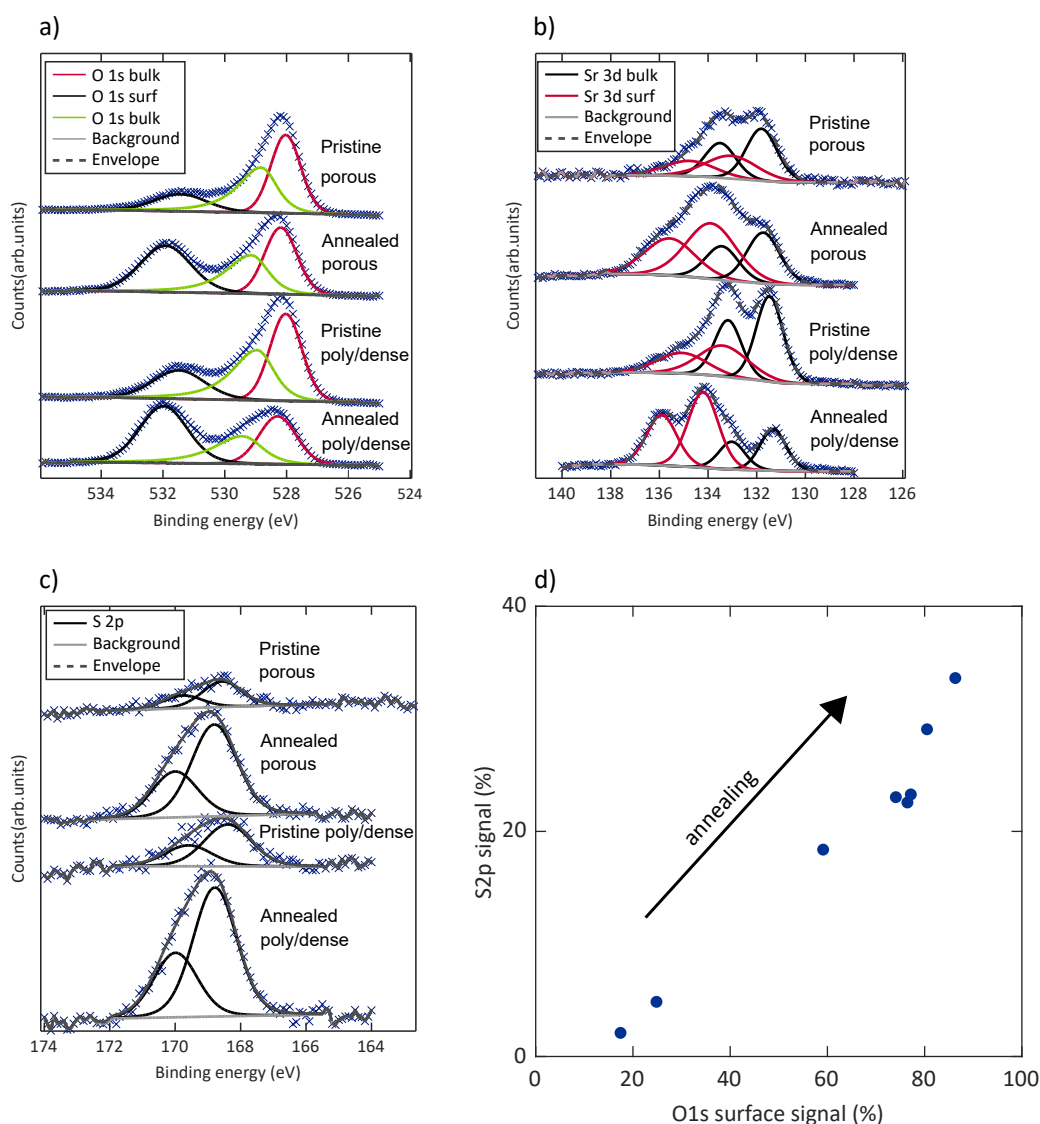 a)
O 1s bulk
O 1s surf
O 1s bulk
Background
Envelope
Pristine
porous
Annealed
porous
Pristine
poly/dense
Annealed
poly/dense
Counts(arb.units)
534 532 530 528 526 524
Binding energy (eV)
b)
Sr 3d bulk
Sr 3d surf
Background
Envelope
Pristine
porous
Annealed
porous
Pristine
poly/dense
Annealed
poly/dense
Counts(arb.units)
140 138 136 134 132 130 128 126
Binding energy (eV)
c)
S 2p
Background
Envelope
Pristine
porous
Annealed
porous
Pristine poly/dense
Annealed
poly/dense
Counts(arb.units)
174 172 170 168 166 164
Binding energy (eV)
d)
40
20
0
S2p signal (%)
annealing
0 20 40 60 80 100
O1s surface signal (%)